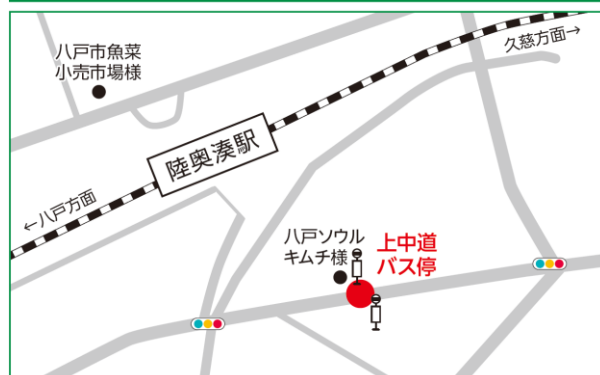 八戸市魚菜
小売市場様
久慈方面→
陸奥湊駅
←八戸方面
八戸ソウル
キムチ様
上中道
バス停